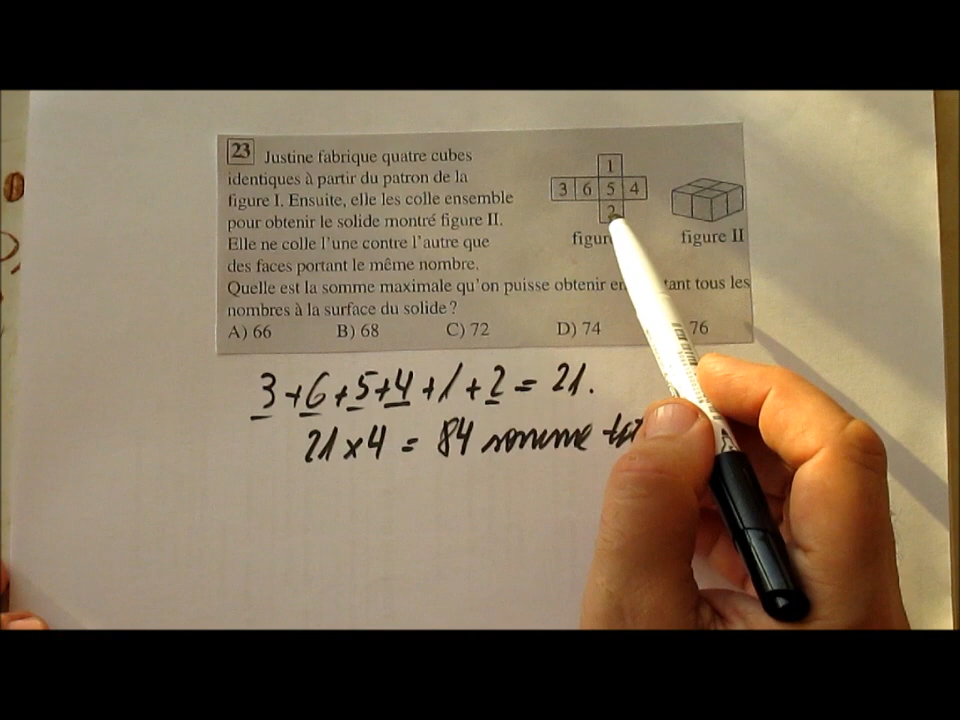 23 Justine fabrique quatre cubes
identiques à partir du patron de la
figure I. Ensuite, elle les colle ensemble
pour obtenir le solide montré figure II.
Elle ne colle l'une contre l'autre que
des faces portant le même nombre.
Quelle est la somme maximale qu'on puisse obtenir en tant tous les
nombres à la surface du solide ?
A) 66 B) 68 C) 72 D) 74 76
1
3 6 5 4
2
figure II
3+6+5+4+1+2=21.
21x4 = 84 somme